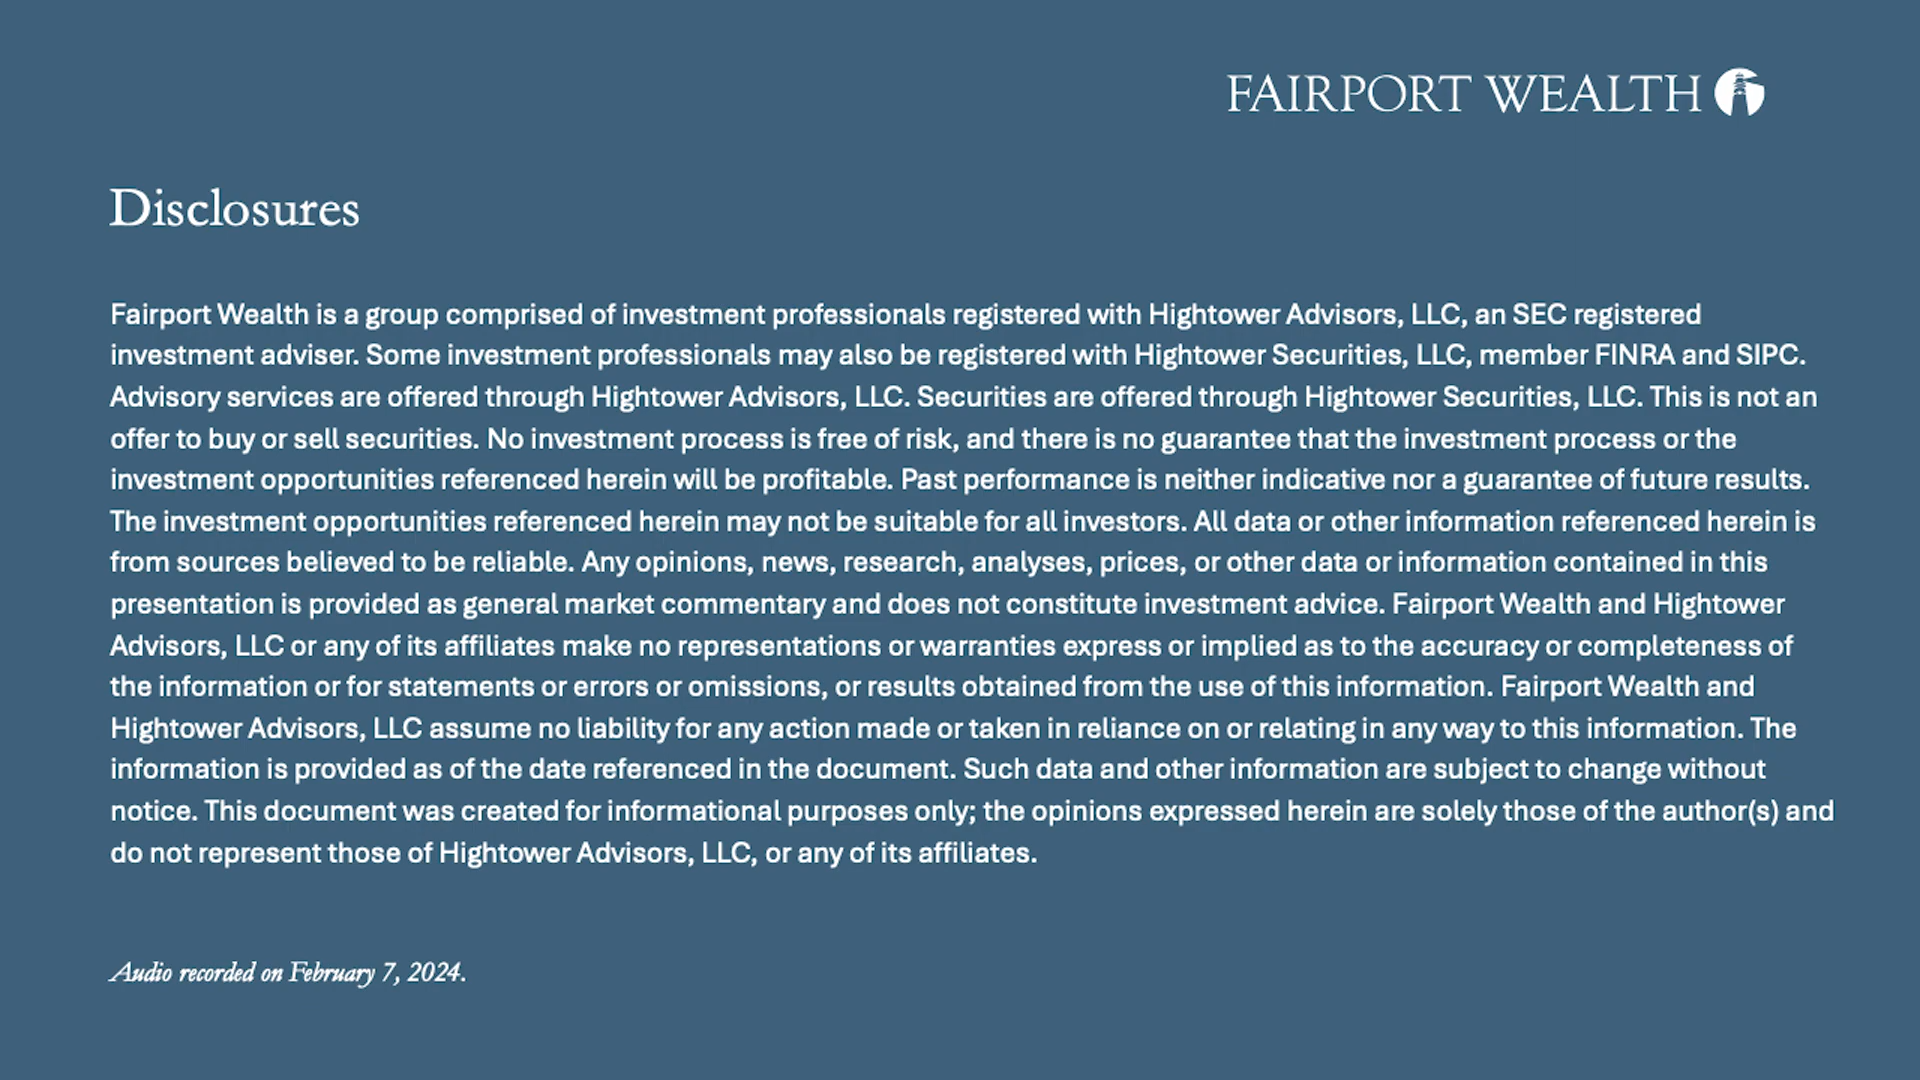 FAIRPORT WEALTH
Disclosures
Fairport Wealth is a group comprised of investment professionals registered with Hightower Advisors, LLC, an SEC registered
investment adviser. Some investment professionals may also be registered with Hightower Securities, LLC, member FINRA and SIPC.
Advisory services are offered through Hightower Advisors, LLC. Securities are offered through Hightower Securities, LLC. This is not an
offer to buy or sell securities. No investment process is free of risk, and there is no guarantee that the investment process or the
investment opportunities referenced herein will be profitable. Past performance is neither indicative nor a guarantee of future results.
The investment opportunities referenced herein may not be suitable for all investors. All data or other information referenced herein is
from sources believed to be reliable. Any opinions, news, research, analyses, prices, or other data or information contained in this
presentation is provided as general market commentary and does not constitute investment advice. Fairport Wealth and Hightower
Advisors, LLC or any of its affiliates make no representations or warranties express or implied as to the accuracy or completeness of
the information or for statements or errors or omissions, or results obtained from the use of this information. Fairport Wealth and
Hightower Advisors, LLC assume no liability for any action made or taken in reliance on or relating in any way to this information. The
information is provided as of the date referenced in the document. Such data and other information are subject to change without
notice. This document was created for informational purposes only; the opinions expressed herein are solely those of the author(s) and
do not represent those of Hightower Advisors, LLC, or any of its affiliates.
Audio recorded on February 7, 2024.